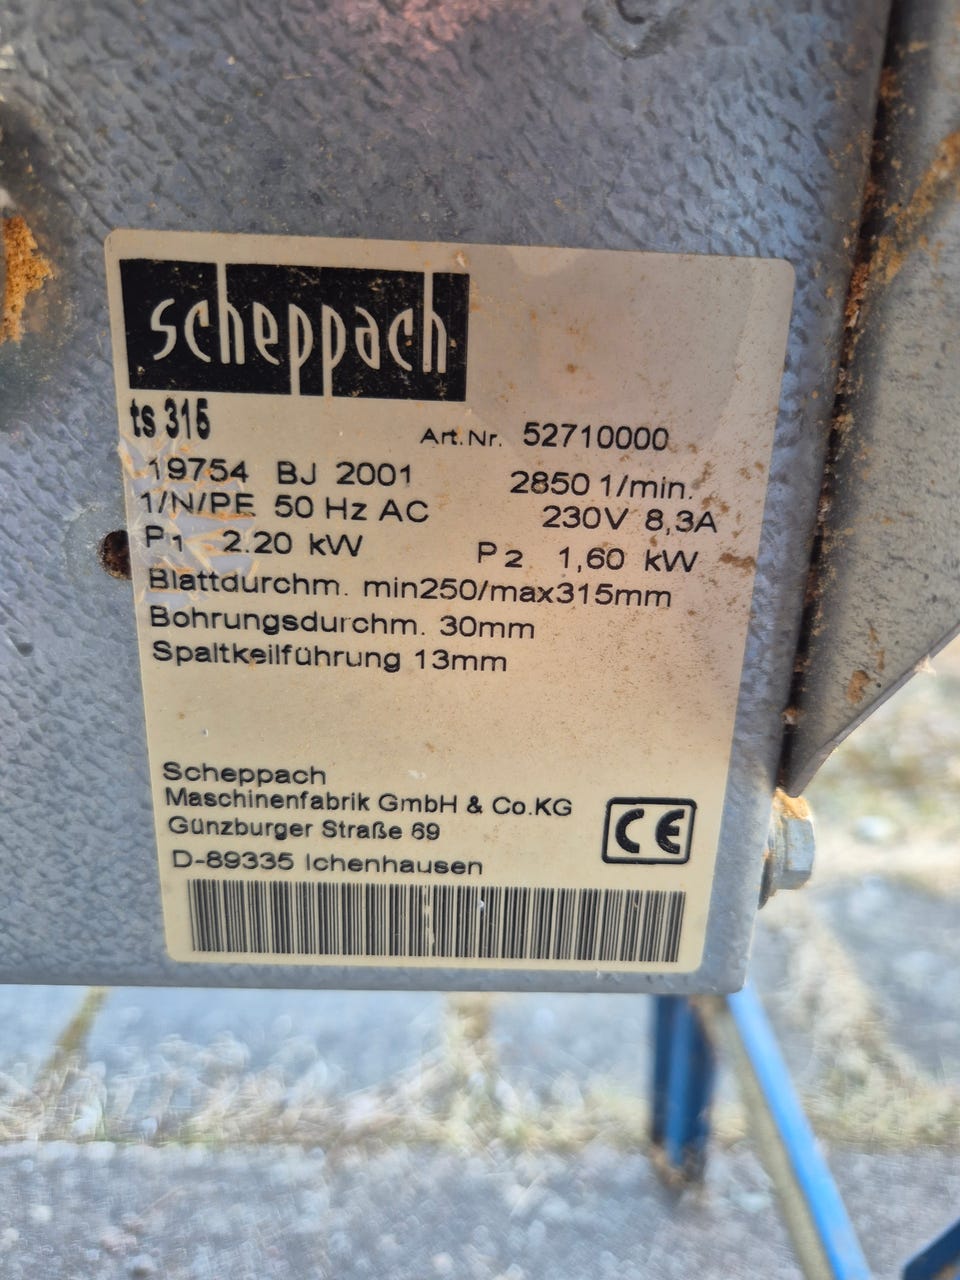 scheppach
ts 315
Art.Nr. 52710000
19754 BJ 2001 2850 1/min.
1/N/PE 50 Hz AC 230V 8,3A
P1 2.20 kW P2 1,60 kW
Blattdurchm. min250/max315mm
Bohrungsdurchm. 30mm
Spaltkeilführung 13mm
Scheppach
Maschinenfabrik GmbH & Co.KG
Günzburger Straße 69
D-89335 Ichenhausen
CE